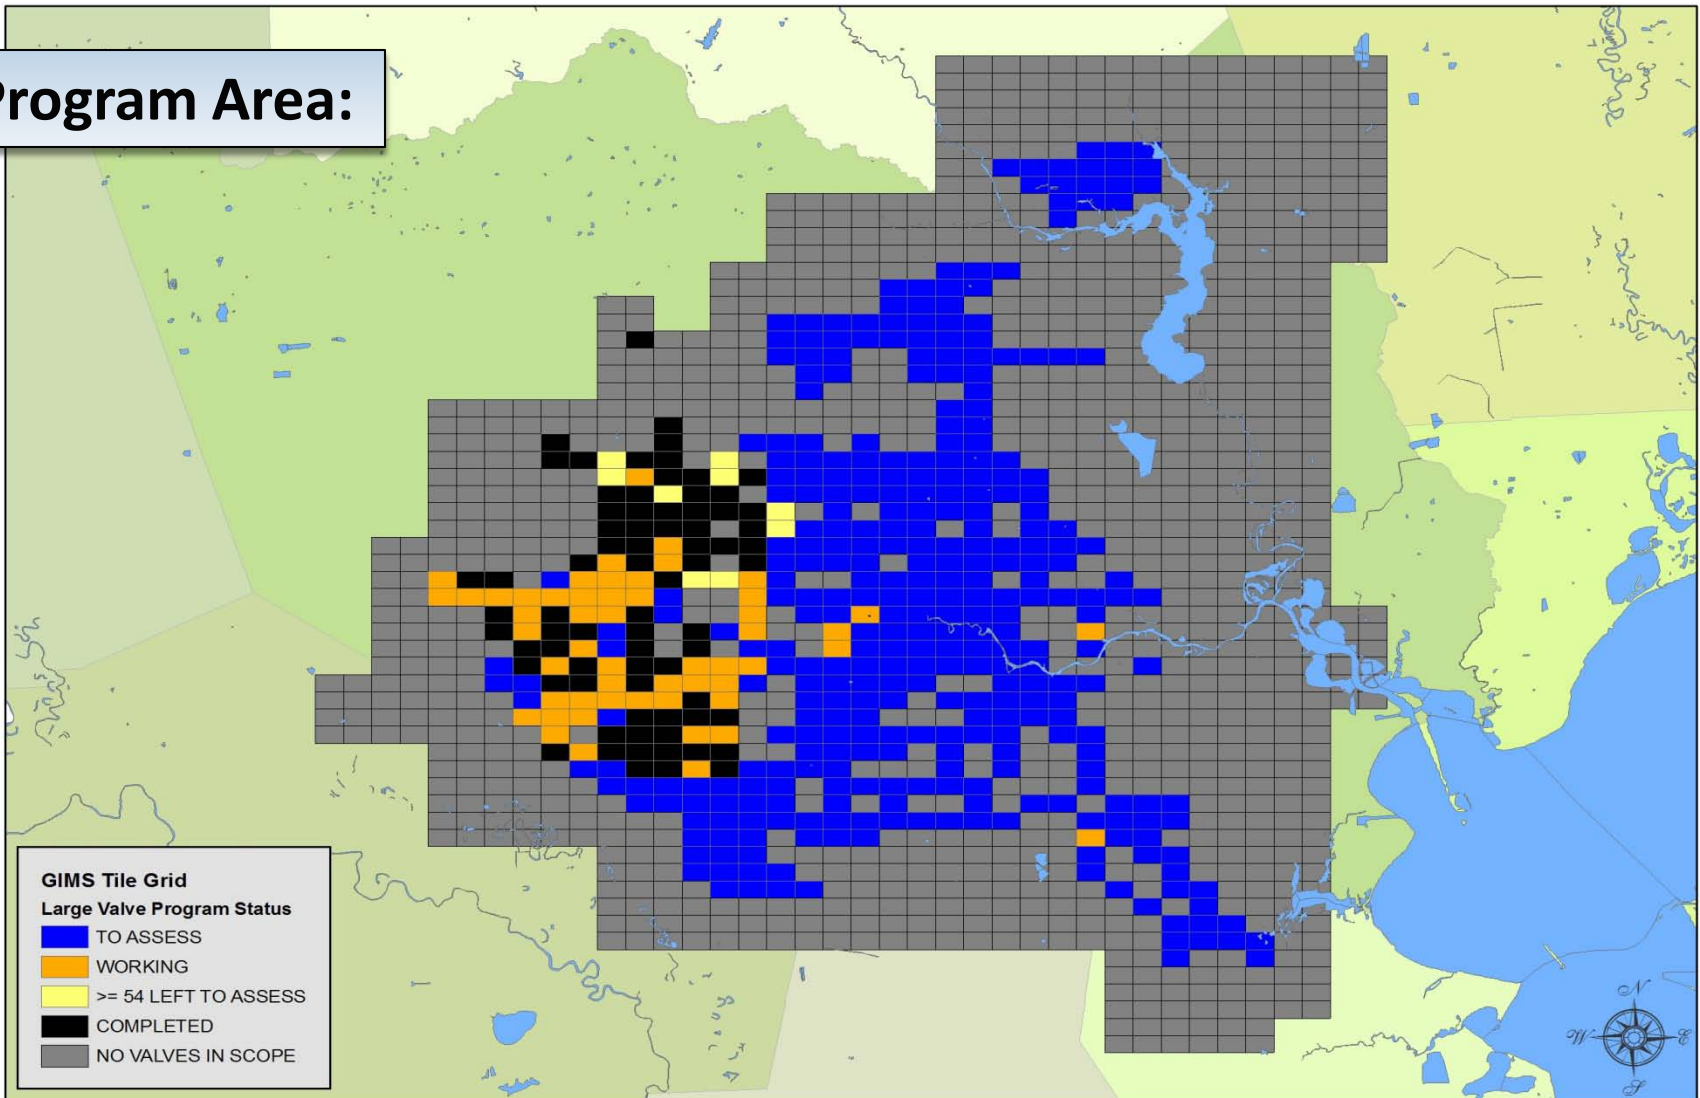 Program Area:
GIMS Tile Grid
Large Valve Program Status
TO ASSESS
WORKING
>= 54 LEFT TO ASSESS
COMPLETED
NO VALVES IN SCOPE
N
W
E
S